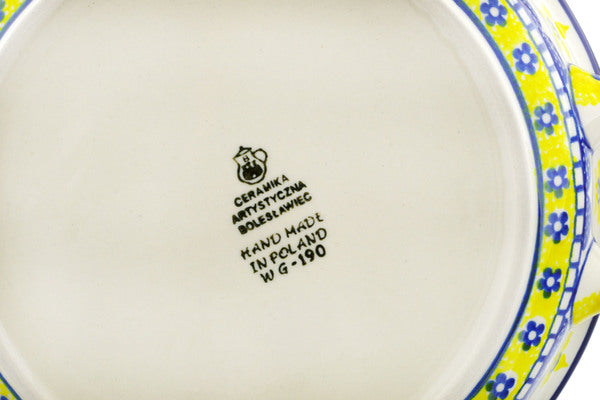 CERAMIKA
ARTYSTYCZNA
BOLESŁAWIEC
HAND MADE
IN POLAND
W G-190